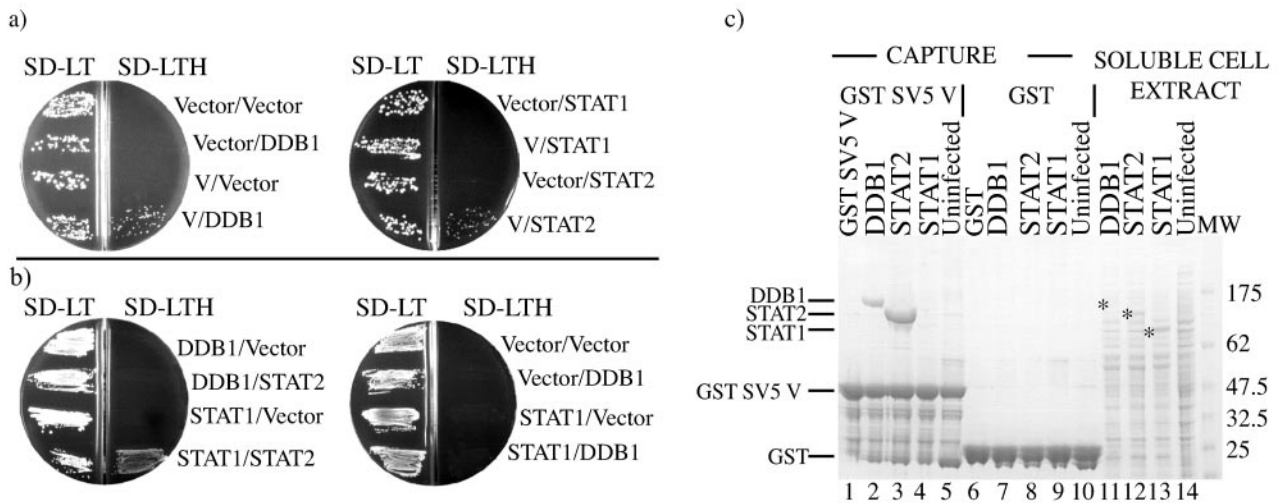 a)
SD-LT SD-LTH
Vector/Vector
Vector/DDB1
V/Vector
V/DDB1
SD-LT SD-LTH
Vector/STAT1
V/STAT1
Vector/STAT2
V/STAT2
b)
SD-LT SD-LTH
DDB1/Vector
DDB1/STAT2
STAT1/Vector
STAT1/STAT2
SD-LT SD-LTH
Vector/Vector
Vector/DDB1
STAT1/Vector
STAT1/DDB1
c)
CAPTURE
SOLUBLE CELL
EXTRACT
GST SV5 V
GST
GST SV5 V
DDB1
STAT2
STAT1
Uninfected
GST
DDB1
STAT2
STAT1
Uninfected
DDB1
STAT2
STAT1
Uninfected
MW
DDB1
STAT2
STAT1
GST SV5 V
GST
* * *
175
62
47.5
32.5
25
1 2 3 4 5 6 7 8 9 10 11 12 13 14